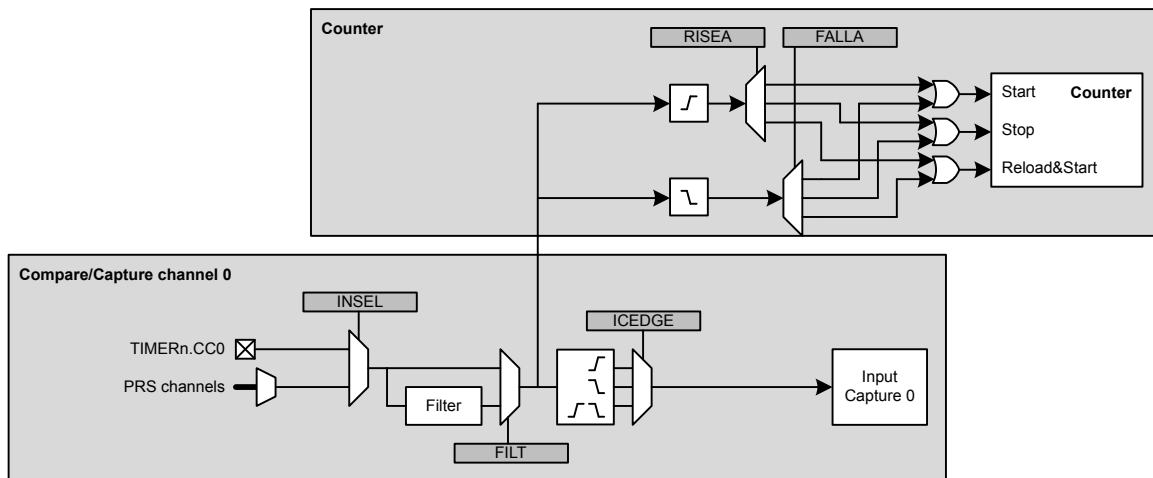 Counter
RISEA
FALLA
Start
Counter
Stop
Reload&Start
Compare/Capture channel 0
INSEL
ICEDGE
TIMERn.CC0
PRS channels
Filter
Input
Capture 0
FILT